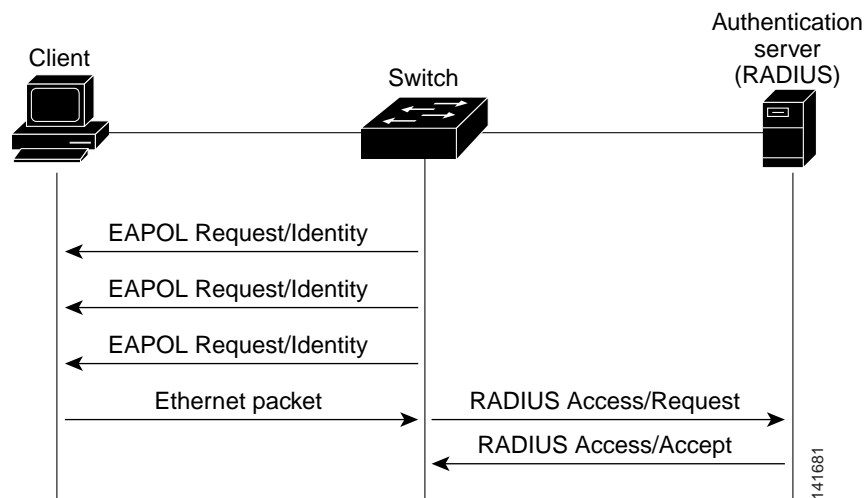 Client
Switch
Authentication
server
(RADIUS)
EAPOL Request/Identity
EAPOL Request/Identity
EAPOL Request/Identity
Ethernet packet
RADIUS Access/Request
RADIUS Access/Accept
141681